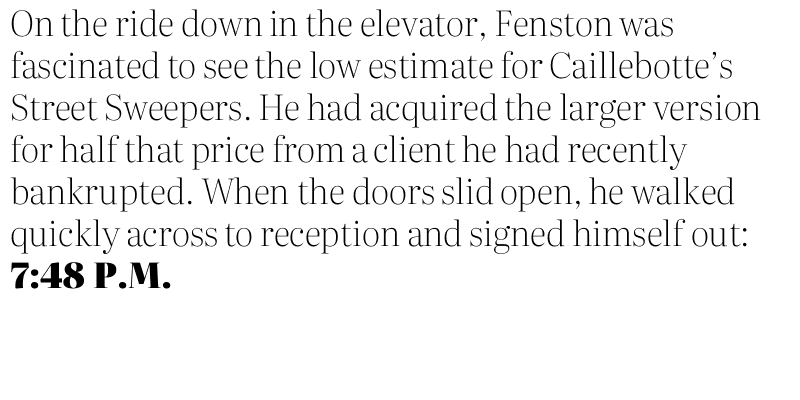 On the ride down in the elevator, Fenston was
fascinated to see the low estimate for Caillebotte’s
Street Sweepers. He had acquired the larger version
for half that price from a client he had recently
bankrupted. When the doors slid open, he walked
quickly across to reception and signed himself out:
7:48 P.M.